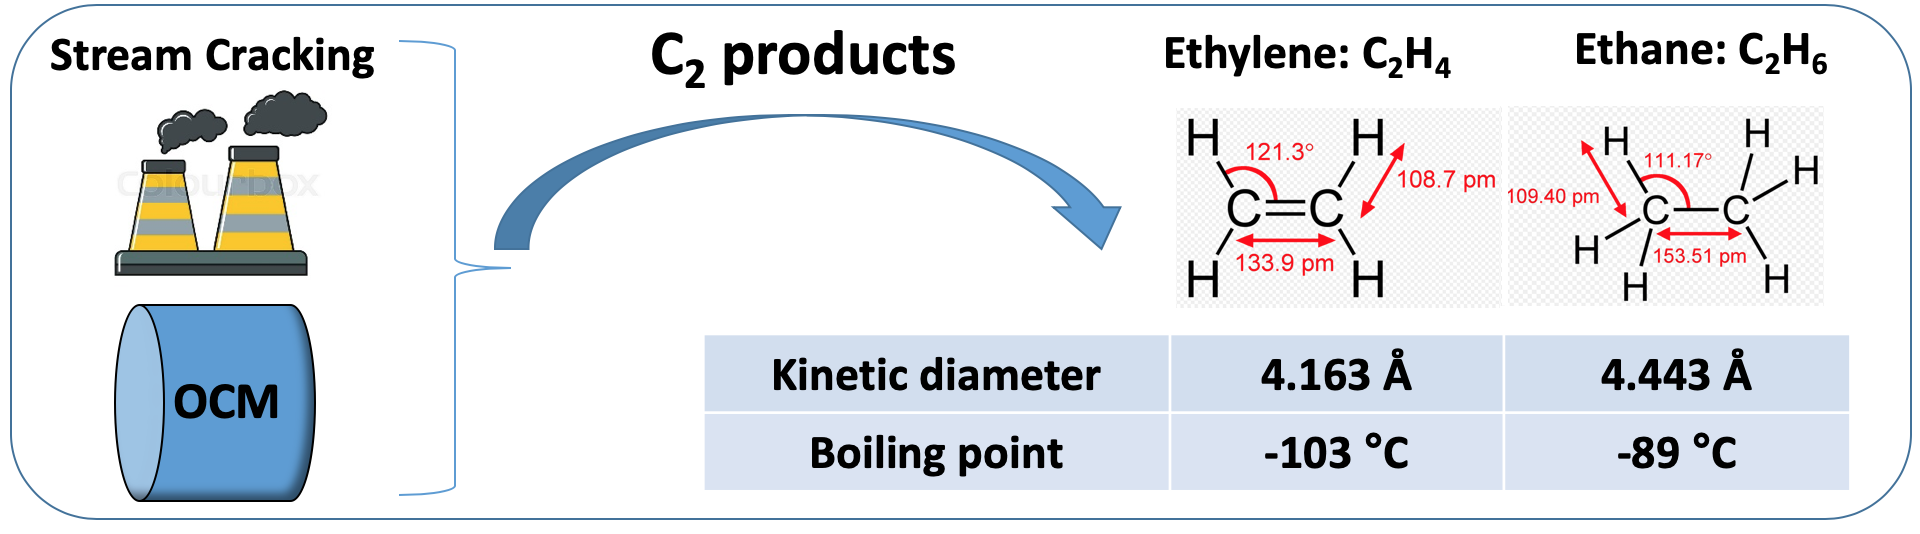 Stream Cracking
colourbox
OCM
C₂ products
Ethylene: C₂H₄
Ethane: C₂H₆
H H
121.3°
108.7 pm
C C
133.9 pm
H H
H H
111.17°
H
109.40 pm
C C
H
153.51 pm
H H
Kinetic diameter 4.163 Å 4.443 Å
Boiling point -103 °C -89 °C